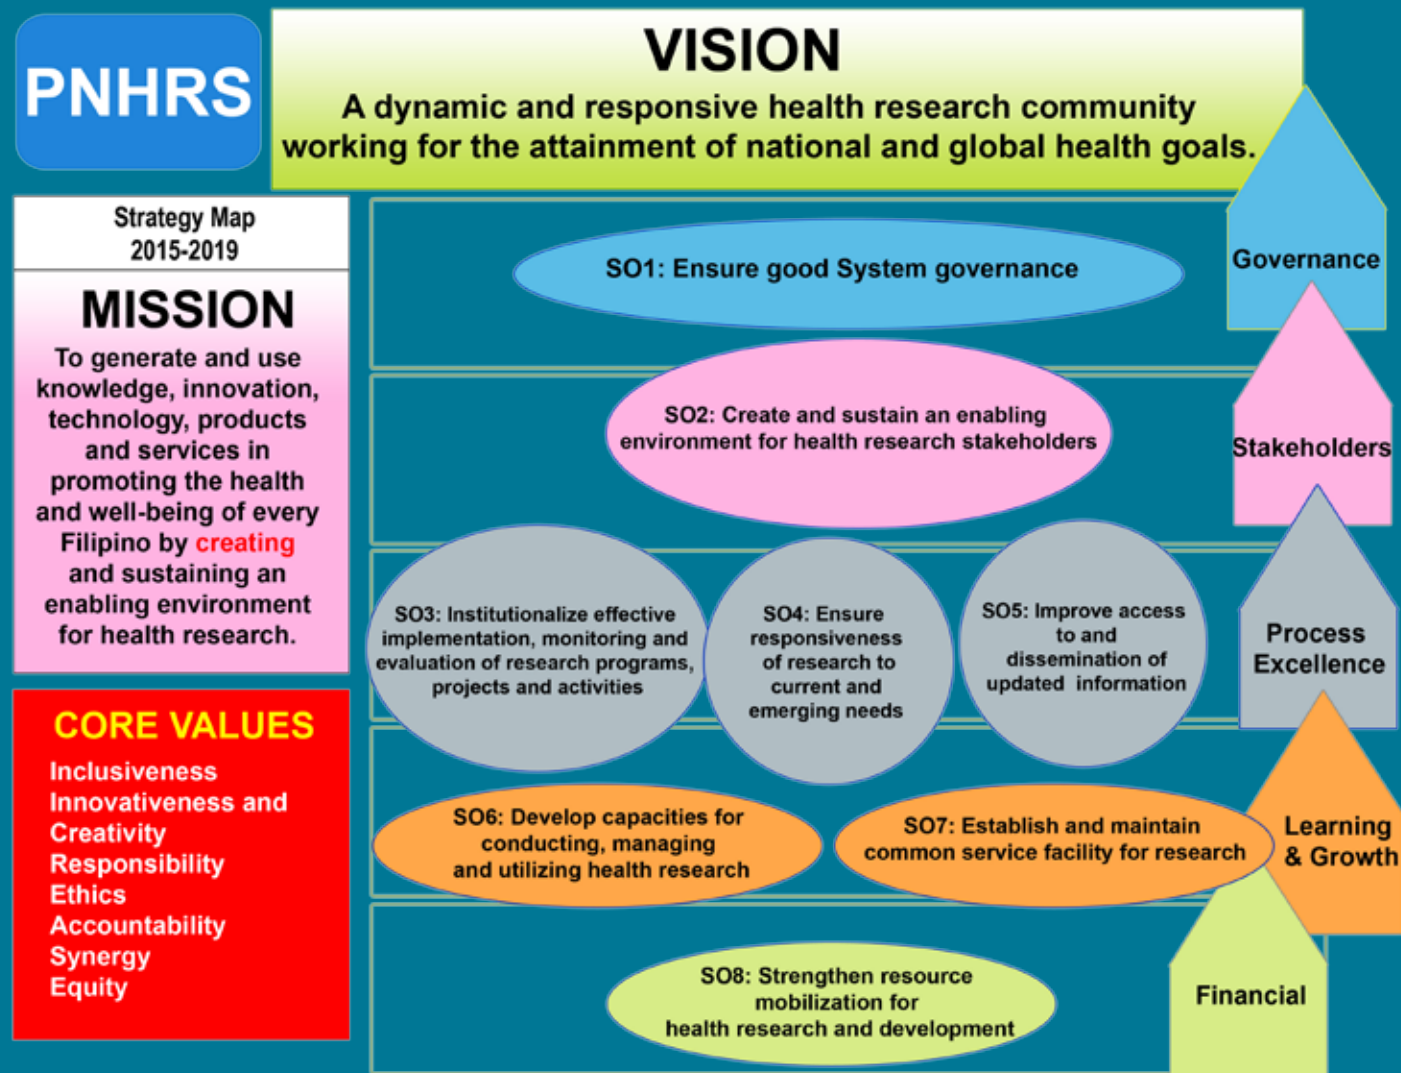 PNHRS
VISION
A dynamic and responsive health research community
working for the attainment of national and global health goals.
Strategy Map
2015-2019
MISSION
To generate and use
knowledge, innovation,
technology, products
and services in
promoting the health
and well-being of every
Filipino by creating
and sustaining an
enabling environment
for health research.
CORE VALUES
Inclusiveness
Innovativeness and
Creativity
Responsibility
Ethics
Accountability
Synergy
Equity
SO1: Ensure good System governance
Governance
SO2: Create and sustain an enabling
environment for health research stakeholders
Stakeholders
SO3: Institutionalize effective
implementation, monitoring and
evaluation of research programs,
projects and activities
SO4: Ensure
responsiveness
of research to
current and
emerging needs
SO5: Improve access
to and
dissemination of
updated information
Process
Excellence
SO6: Develop capacities for
conducting, managing
and utilizing health research
SO7: Establish and maintain
common service facility for research
Learning
& Growth
SO8: Strengthen resource
mobilization for
health research and development
Financial